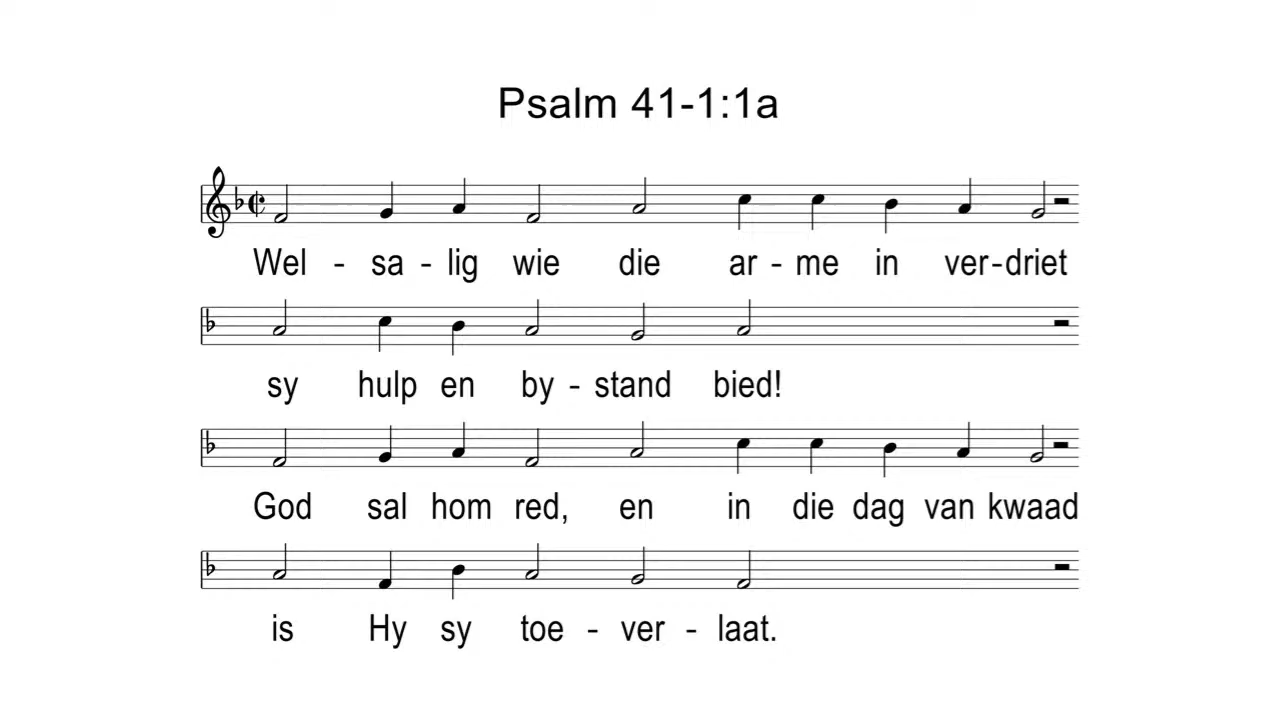 Psalm 41-1:1a
Wel - sa - lig wie die ar - me in ver-driet
sy hulp en by - stand bied!
God sal hom red, en in die dag van kwaad
is Hy sy toe - ver - laat.